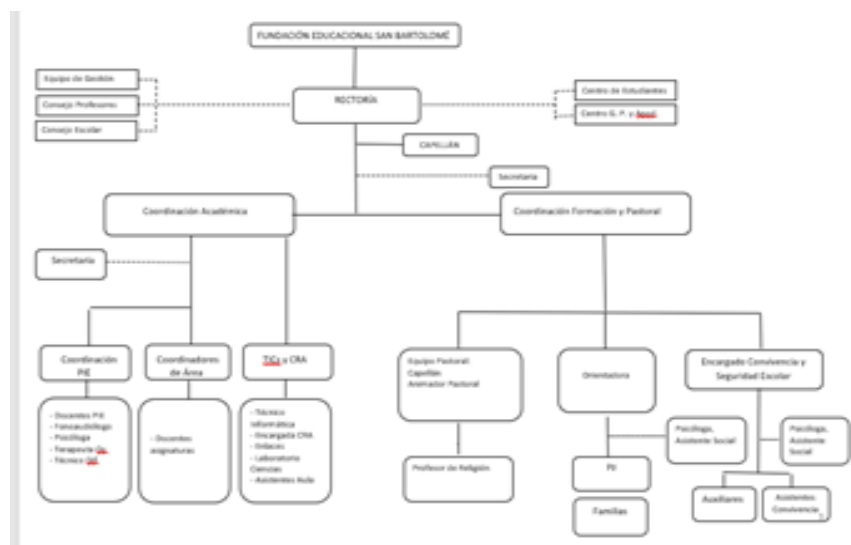 FUNDACIÓN EDUCACIONAL SAN BARTOLOMÉ
Equipo de Gestión
Consejo Profesores
Consejo Escolar
RECTORÍA
Centro de Estudiantes
Centro G. P. y Apod.
CAPELLÁN
Secretaria
Coordinación Académica
Coordinación Formación y Pastoral
Secretaria
Coordinación
PIE
Coordinadores
de Área
TICs y CRA
Equipo Pastoral:
Capellán
Animador Pastoral
Orientadora
Encargado Convivencia y
Seguridad Escolar
- Docentes PIE
- Fonoaudiólogo
- Psicóloga
- Terapeuta Oc.
- Técnico Dif.
- Docentes
asignaturas
- Técnico
Informática
- Encargada CRA
- Enlaces
- Laboratorio
Ciencias
- Asistentes Aula
Profesor de Religión
Psicóloga,
Asistente Social
Psicóloga,
Asistente
Social
Familias
Auxiliares
Asistentes
Convivencia